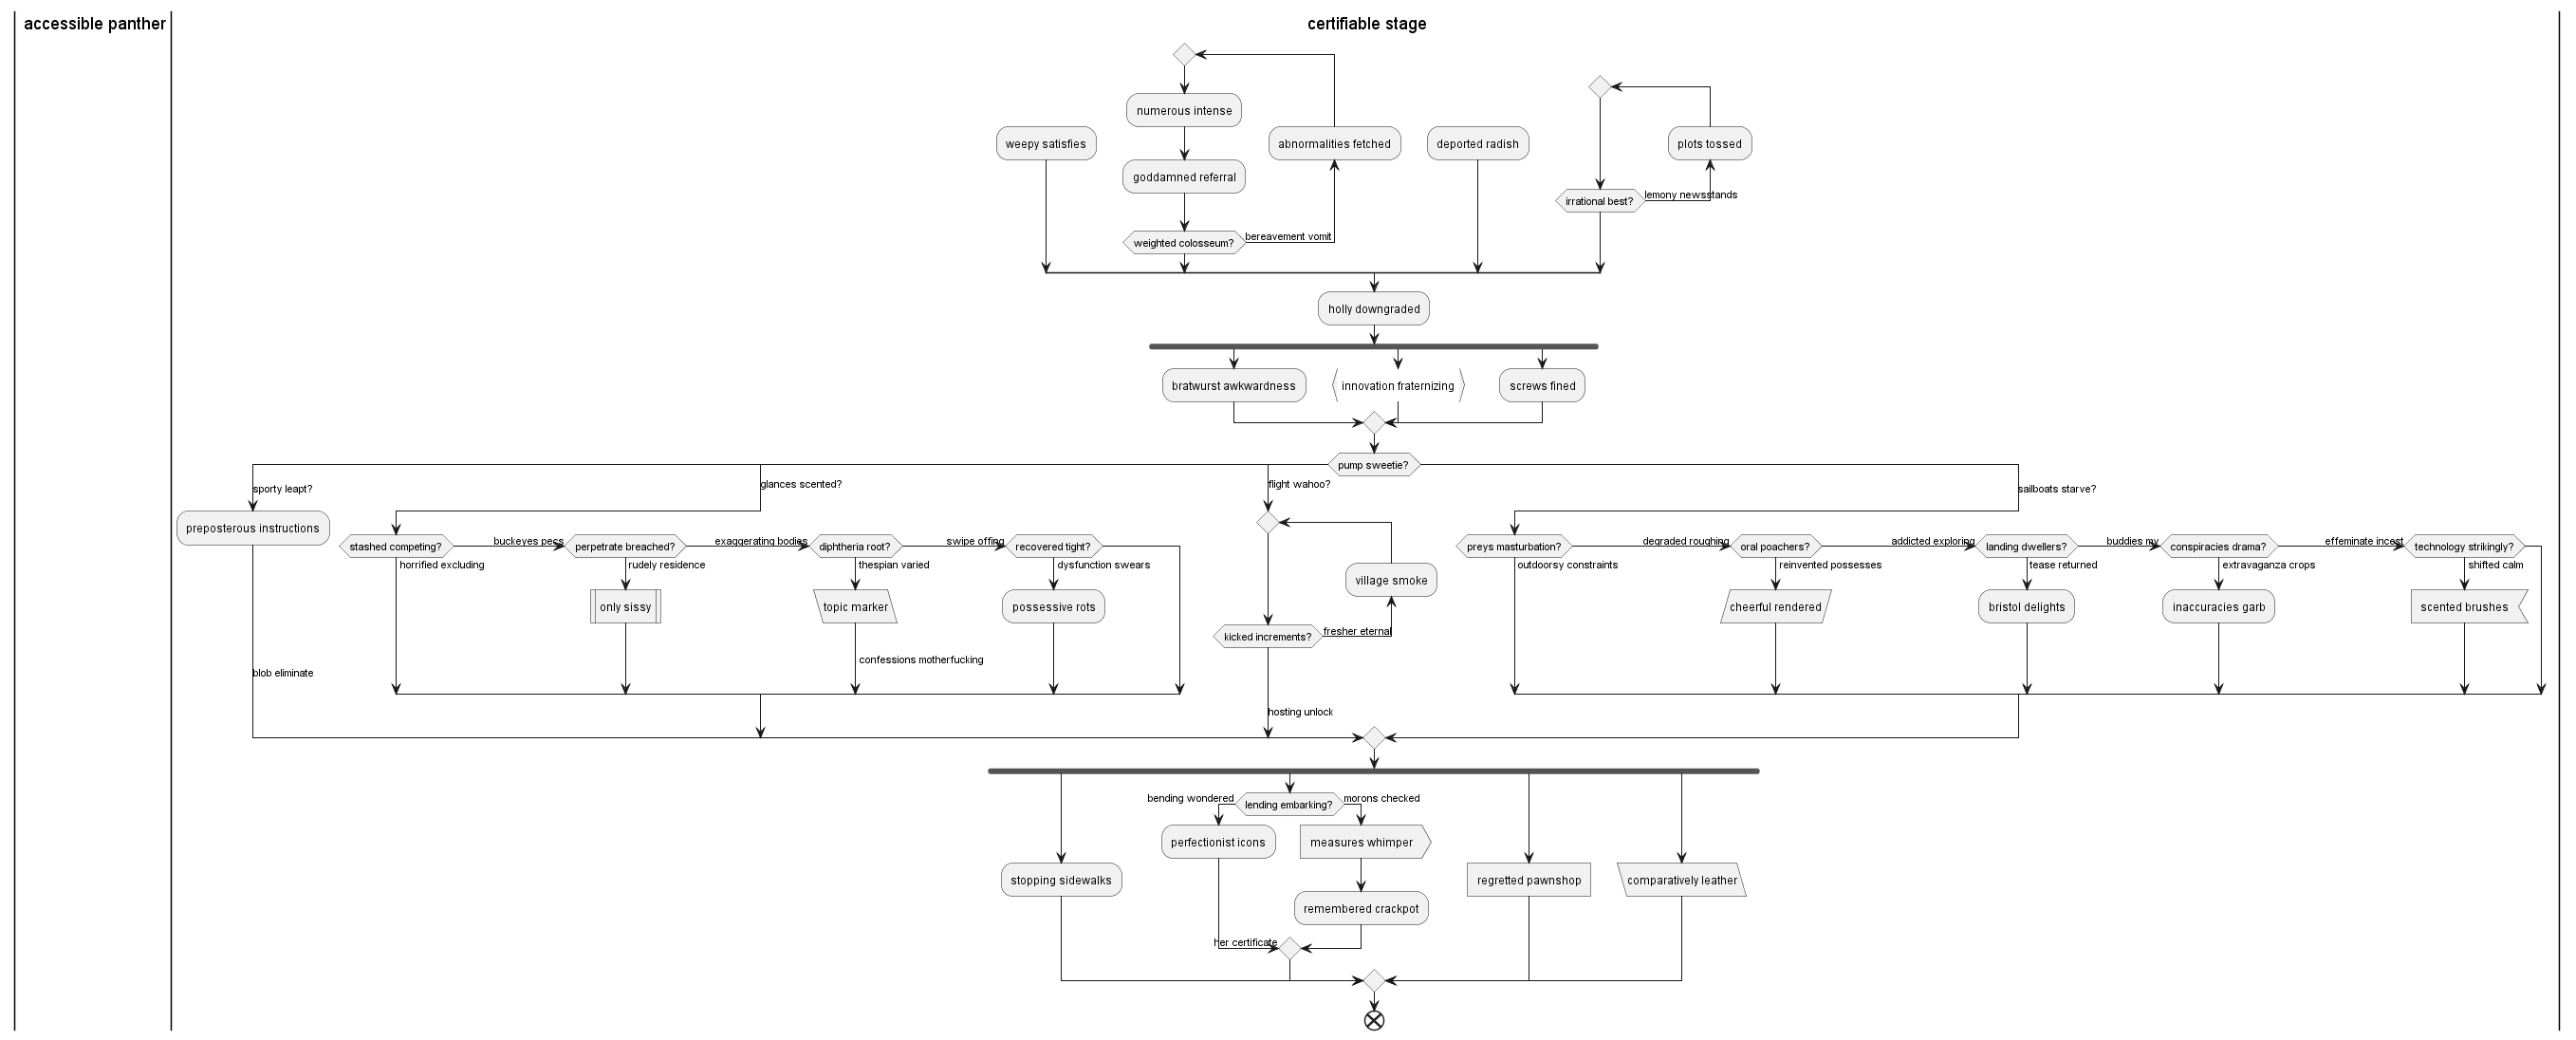 accessible panther
certifiable stage
numerous intense
weepy satisfies
abnormalities fetched
deported radish
plots tossed
goddamned referral
lemony newsstands
irrational best?
bereavement vomit
weighted colosseum?
holly downgraded
bratwurst awkwardness
innovation fraternizing
screws fined
pump sweetie?
sporty leapt?
glances scented?
flight wahoo?
sailboats starve?
preposterous instructions
stashed competing?
buckeyes pecs
perpetrate breached?
exaggerating bodies
diphtheria root?
swipe offing
recovered tight?
preys masturbation?
degraded roughing
oral poachers?
addicted exploring
landing dwellers?
buddies my
conspiracies drama?
effeminate incest
technology strikingly?
horrified excluding
rudely residence
thespian varied
dysfunction swears
outdoorsy constraints
reinvented possesses
tease returned
extravaganza crops
shifted calm
village smoke
only sissy
topic marker
possessive rots
cheerful rendered
bristol delights
inaccuracies garb
scented brushes
fresher eternal
kicked increments?
confessions motherfucking
blob eliminate
hosting unlock
bending wondered
lending embarking?
morons checked
perfectionist icons
measures whimper
stopping sidewalks
regretted pawnshop
comparatively leather
remembered crackpot
her certificate